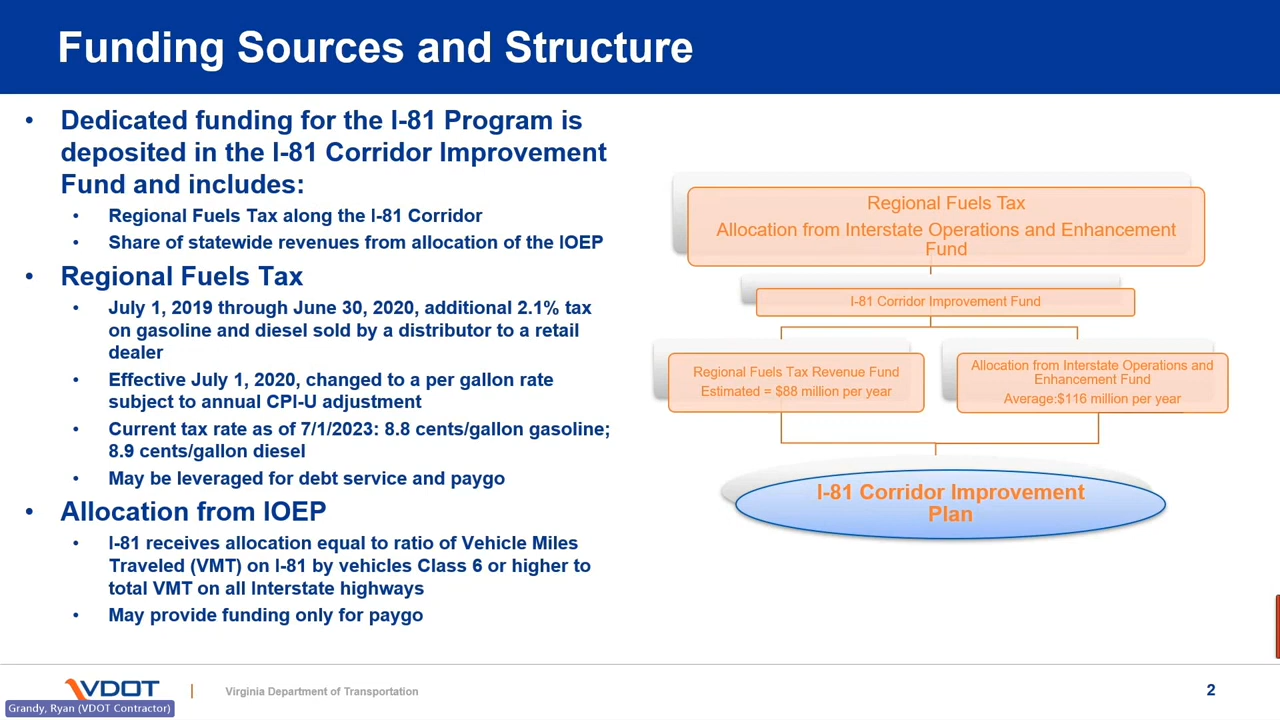 Funding Sources and Structure
• Dedicated funding for the I-81 Program is
deposited in the I-81 Corridor Improvement
Fund and includes:
• Regional Fuels Tax along the I-81 Corridor
• Share of statewide revenues from allocation of the IOEP
• Regional Fuels Tax
• July 1, 2019 through June 30, 2020, additional 2.1% tax
on gasoline and diesel sold by a distributor to a retail
dealer
• Effective July 1, 2020, changed to a per gallon rate
subject to annual CPI-U adjustment
• Current tax rate as of 7/1/2023: 8.8 cents/gallon gasoline;
8.9 cents/gallon diesel
• May be leveraged for debt service and paygo
• Allocation from IOEP
• I-81 receives allocation equal to ratio of Vehicle Miles
Traveled (VMT) on I-81 by vehicles Class 6 or higher to
total VMT on all Interstate highways
• May provide funding only for paygo
Regional Fuels Tax
Allocation from Interstate Operations and Enhancement
Fund
I-81 Corridor Improvement Fund
Regional Fuels Tax Revenue Fund
Estimated = $88 million per year
Allocation from Interstate Operations and
Enhancement Fund
Average:$116 million per year
I-81 Corridor Improvement
Plan
VDOT
Virginia Department of Transportation
2
Grandy, Ryan (VDOT Contractor)